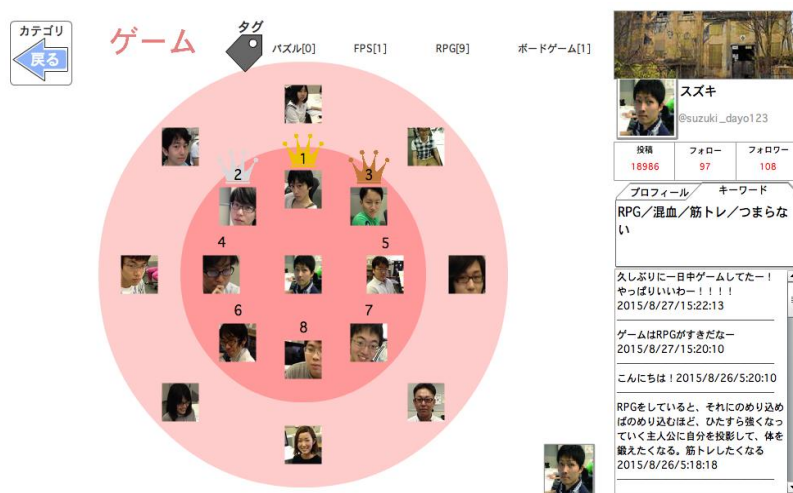 カテゴリ
戻る
ゲーム
タグ
パズル[0]
FPS[1]
RPG[9]
ボードゲーム[1]
1
2
3
4
5
6
7
8
スズキ
@suzuki_dayo123
投稿
フォロー
フォロワー
18986
97
108
プロフィール
キーワード
RPG／混血／筋トレ／つまらな
い
久しぶりに一日中ゲームしてたー！
やっぱりいいわー！！！！
2015/8/27/15:22:13
ゲームはRPGがすきだなー
2015/8/27/15:20:10
こんにちは！2015/8/26/5:20:10
RPGをしていると、それにのめり込め
ばのめり込むほど、ひたすら強くなっ
ていく主人公に自分を投影して、体を
鍛えたくなる。筋トレしたくなる
2015/8/26/5:18:18